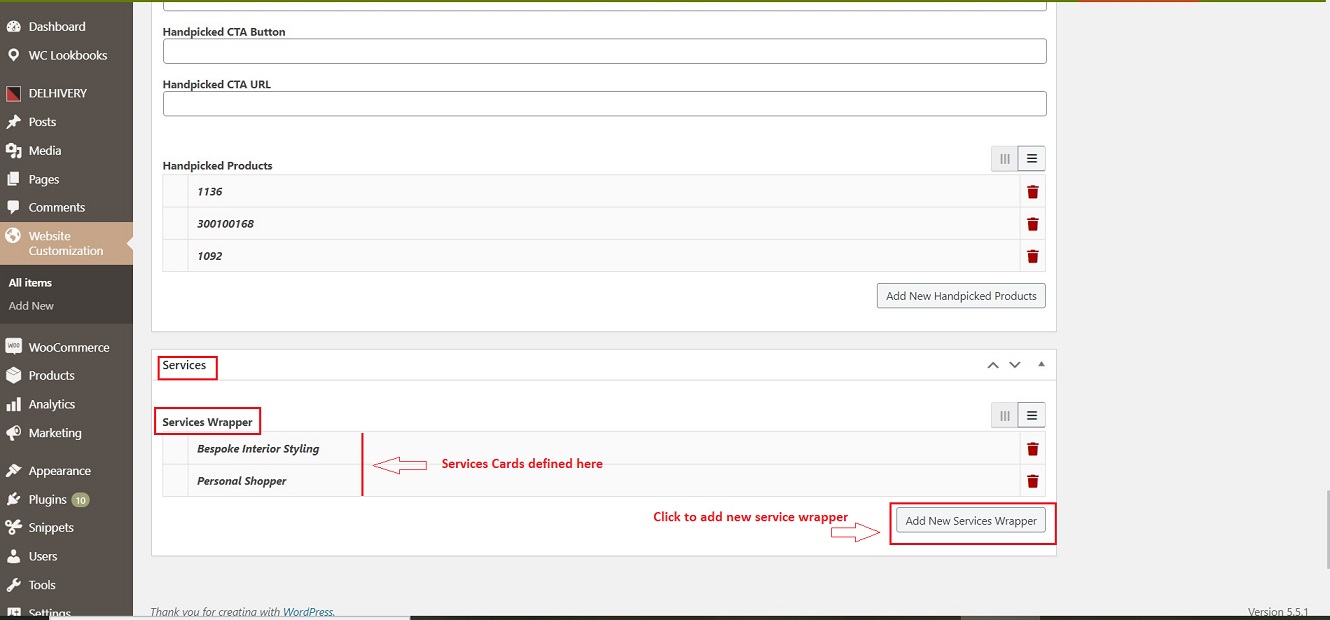 Dashboard
WC Lookbooks
DELHIVERY
Posts
Media
Pages
Comments
Website
Customization
All items
Add New
WooCommerce
Products
Analytics
Marketing
Appearance
Plugins 10
Snippets
Users
Tools
Settings
Handpicked CTA Button
Handpicked CTA URL
Handpicked Products
1136
300100168
1092
Add New Handpicked Products
Services
Services Wrapper
Bespoke Interior Styling
Services Cards defined here
Personal Shopper
Click to add new service wrapper
Add New Services Wrapper
Thank you for creating with WordPress.
Version 5.5.1